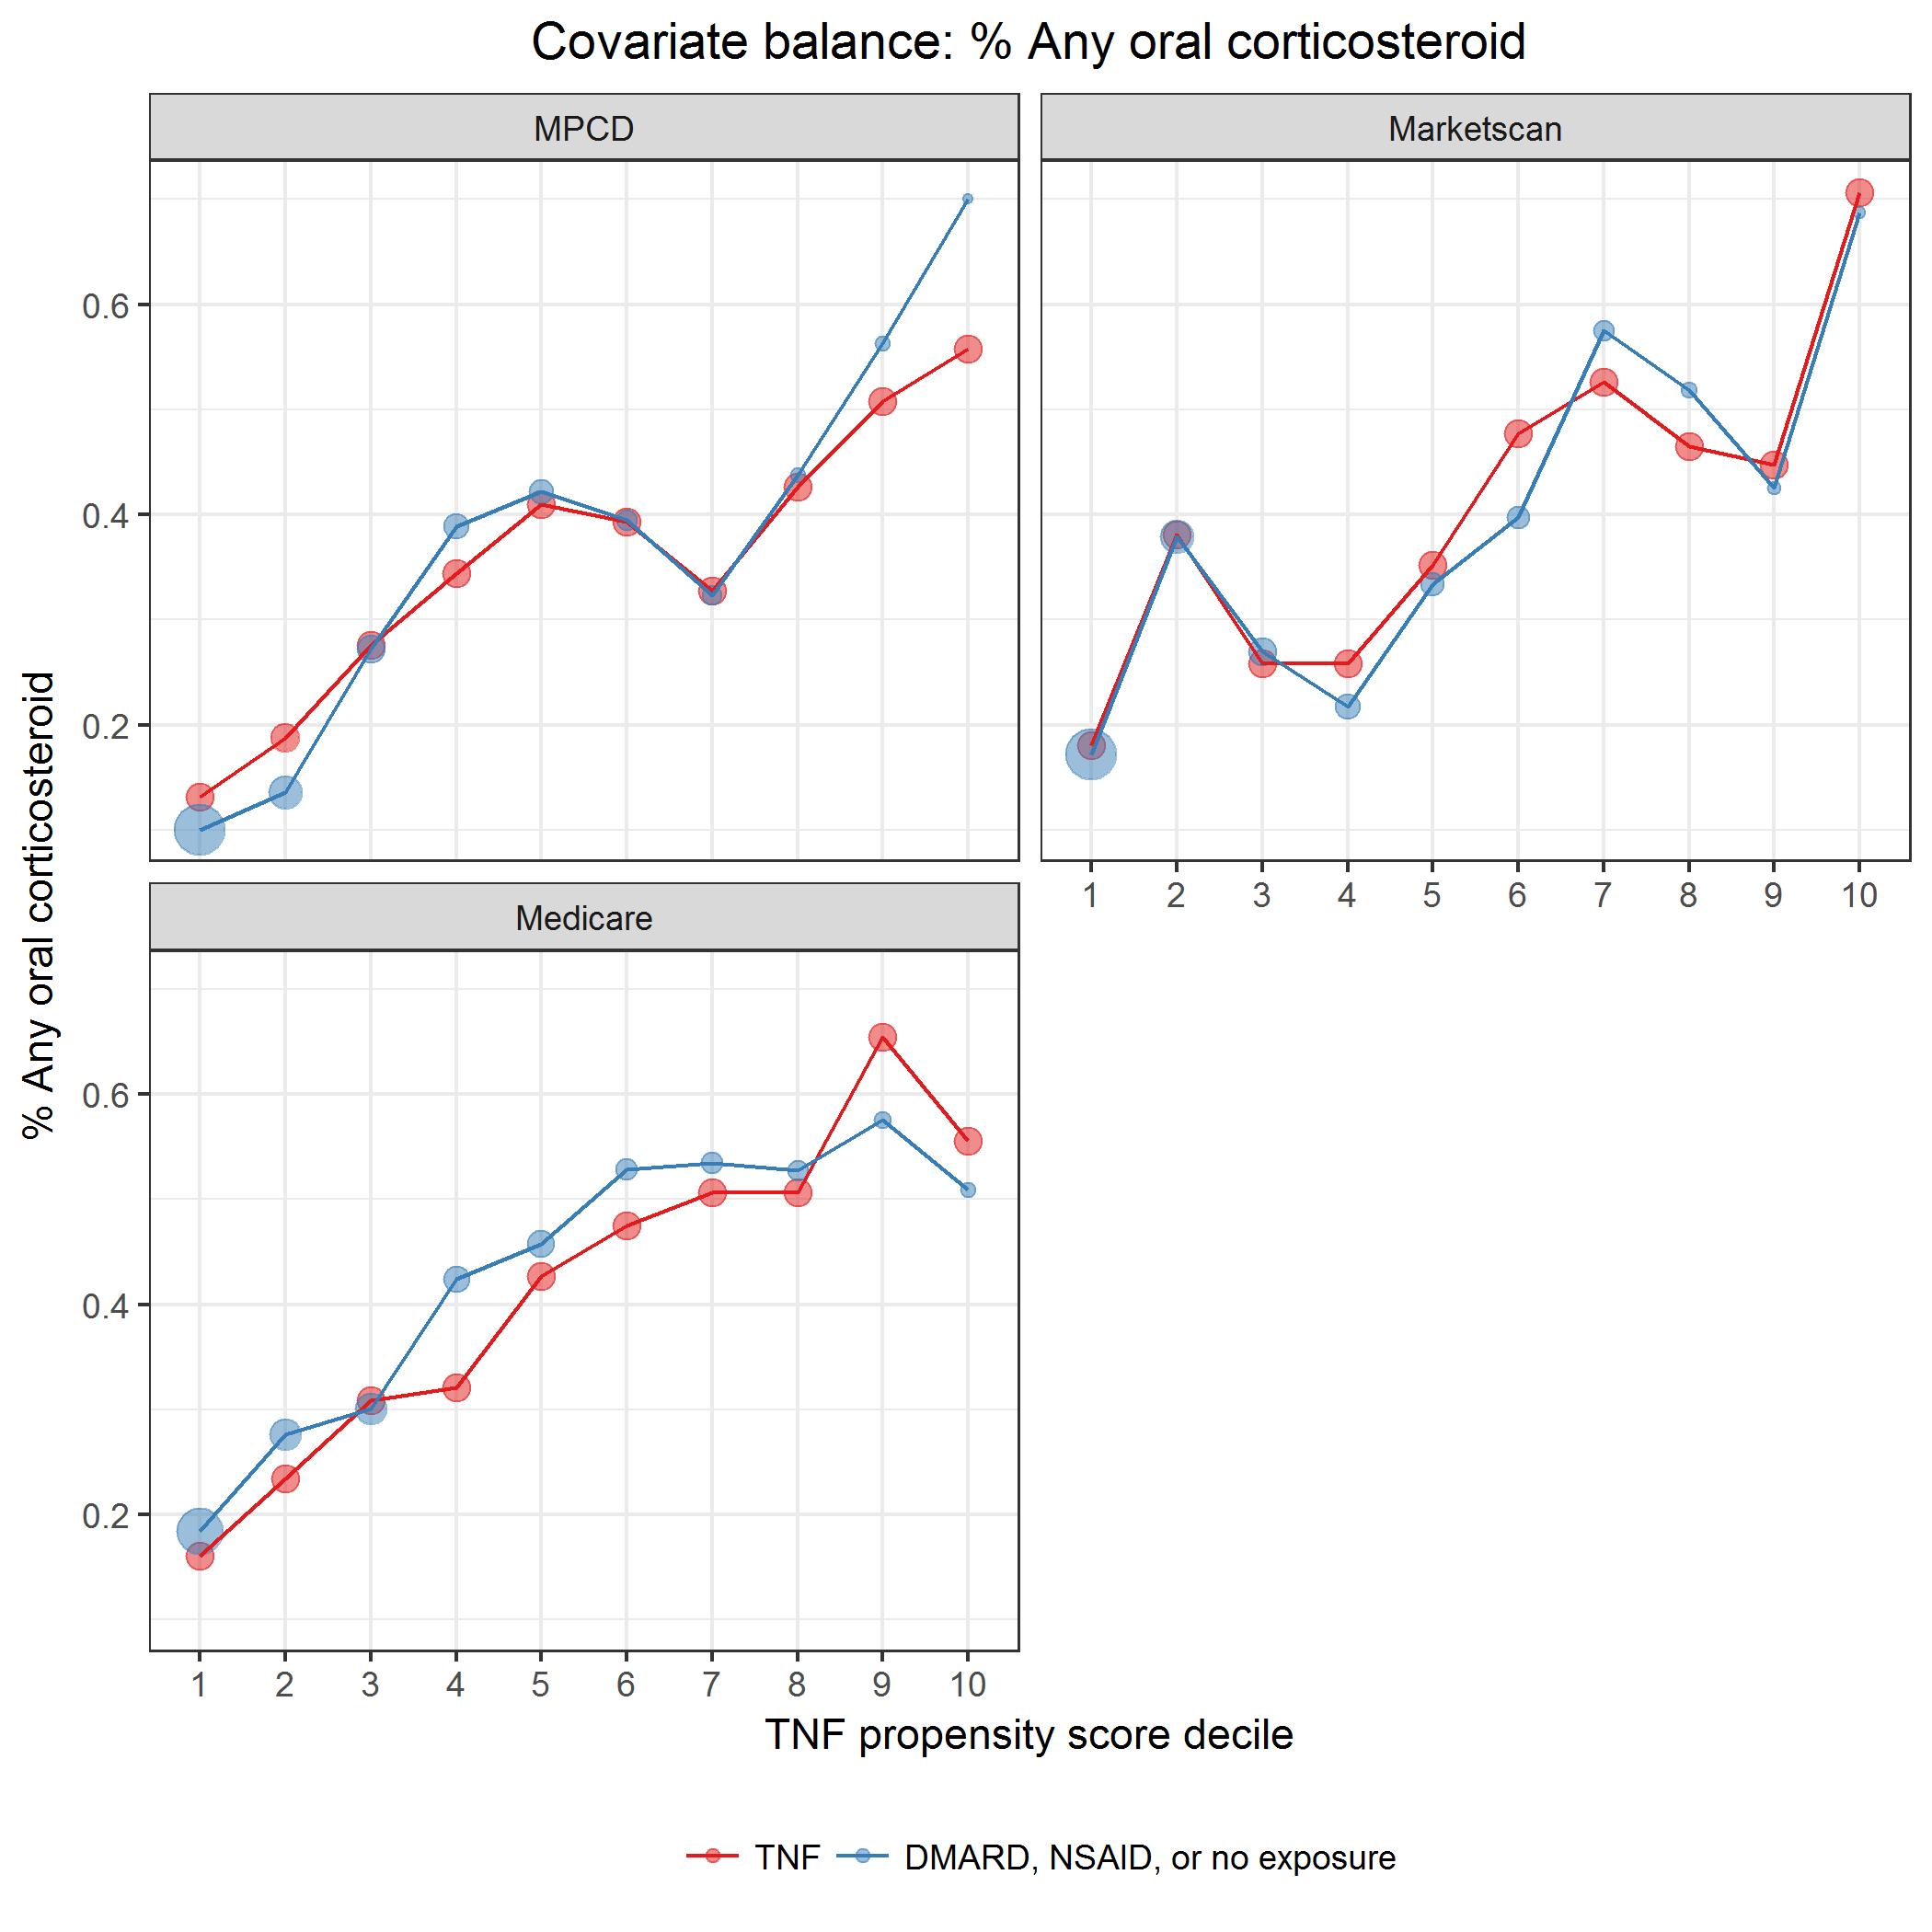 Covariate balance: % Any oral corticosteroid
MPCD
Marketscan
0.6
0.4
0.2
1 2 3 4 5 6 7 8 9 10
Medicare
% Any oral corticosteroid
0.6
0.4
0.2
1 2 3 4 5 6 7 8 9 10
TNF propensity score decile
TNF DMARD, NSAID, or no exposure